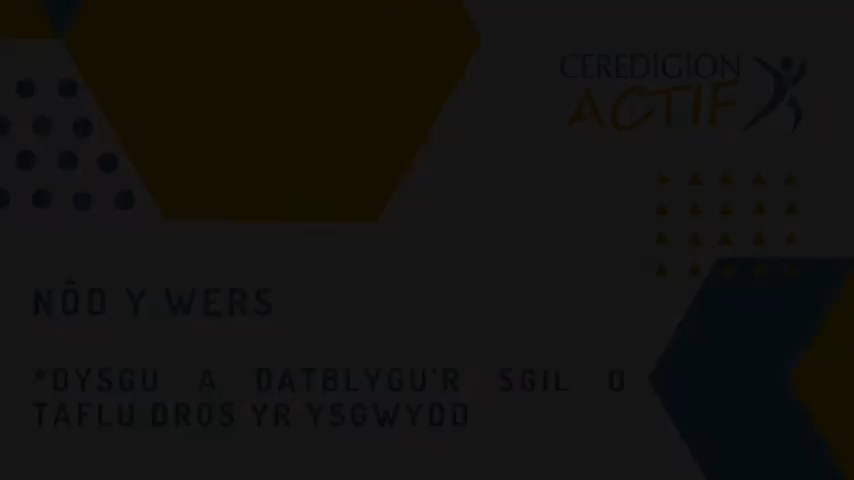 CEREDIGION
ACTIF
NÔD Y WERS
*DYSGU A DATBLYGU'R SGIL O
TAFLU DROS YR YSGWYDD